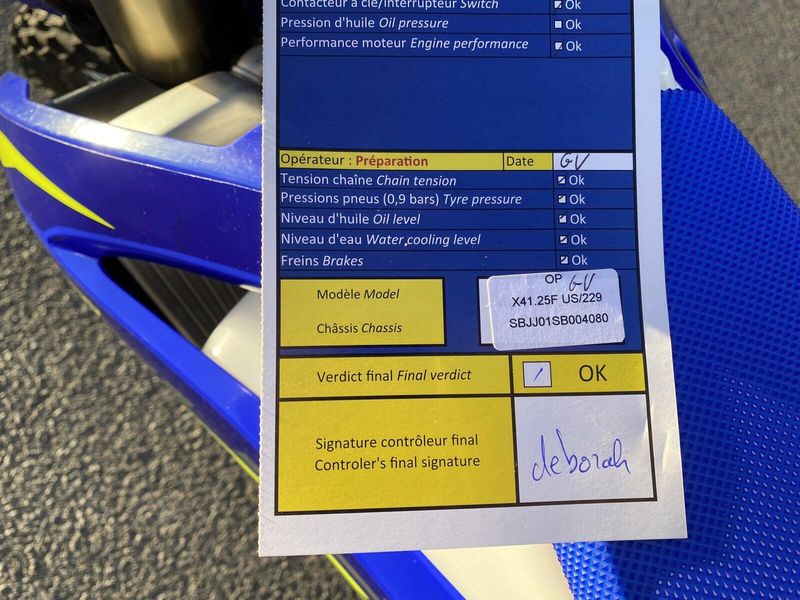 Contacteur à clé/Interrupteur Switch Ok
Pression d'huile Oil pressure Ok
Performance moteur Engine performance Ok
Opérateur : Préparation Date GV
Tension chaîne Chain tension Ok
Pressions pneus (0,9 bars) Tyre pressure Ok
Niveau d'huile Oil level Ok
Niveau d'eau Water cooling level Ok
Freins Brakes Ok
OP GV
Modèle Model X41.25F US/229
Châssis Chassis SBJJ01SB004080
Verdict final Final verdict OK
Signature contrôleur final
Controler's final signature
deborah